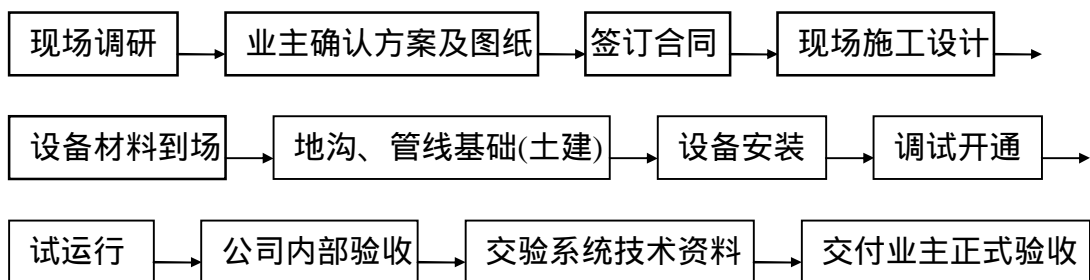 现场调研 业主确认方案及图纸 签订合同 现场施工设计
设备材料到场 地沟、管线基础(土建) 设备安装 调试开通
试运行 公司内部验收 交验系统技术资料 交付业主正式验收